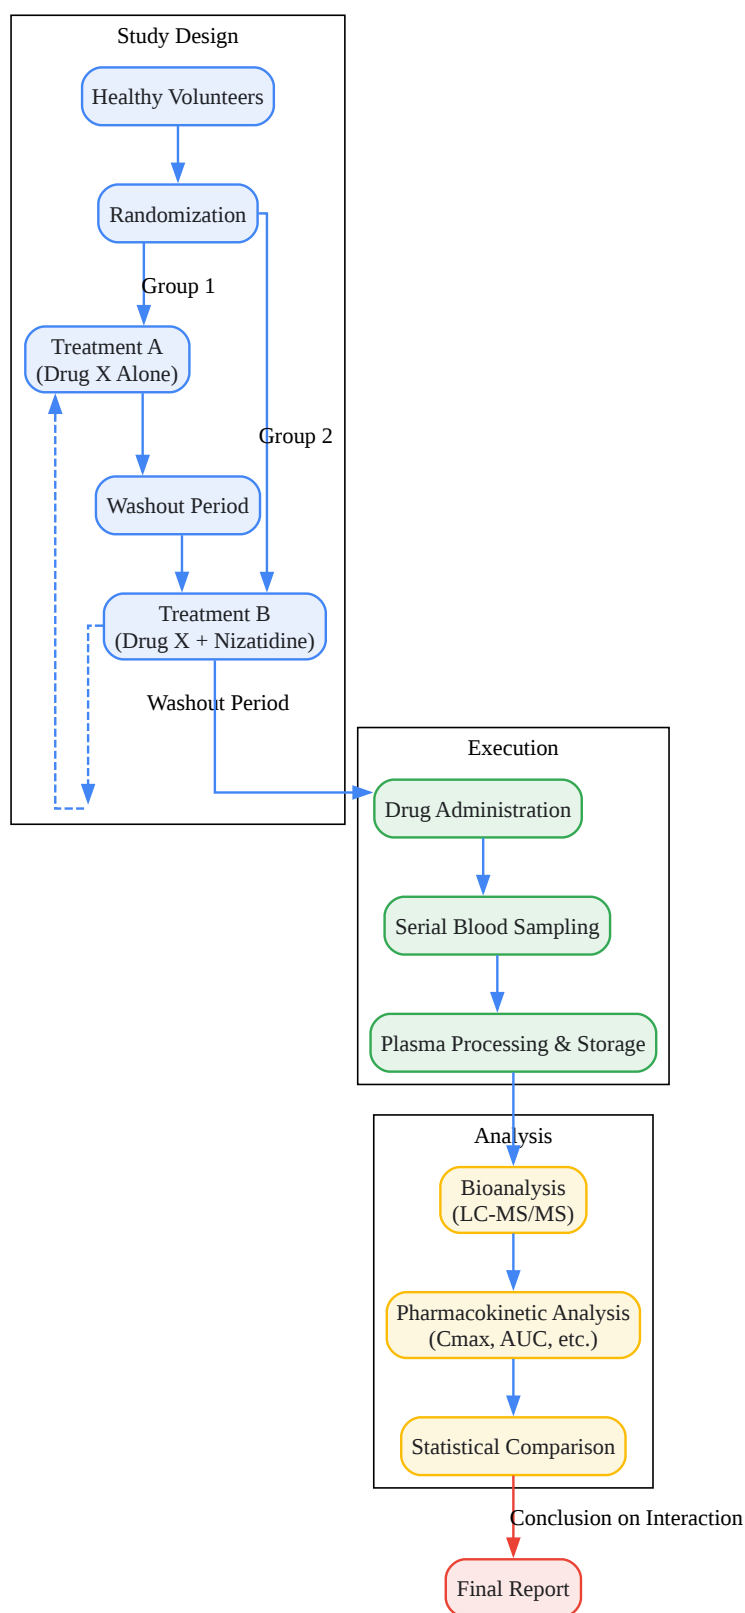 Study Design
Healthy Volunteers
Randomization
Group 1
Treatment A
(Drug X Alone)
Group 2
Washout Period
Treatment B
(Drug X + Nizatidine)
Washout Period
Execution
Drug Administration
Serial Blood Sampling
Plasma Processing & Storage
Analysis
Bioanalysis
(LC-MS/MS)
Pharmacokinetic Analysis
(Cmax, AUC, etc.)
Statistical Comparison
Conclusion on Interaction
Final Report